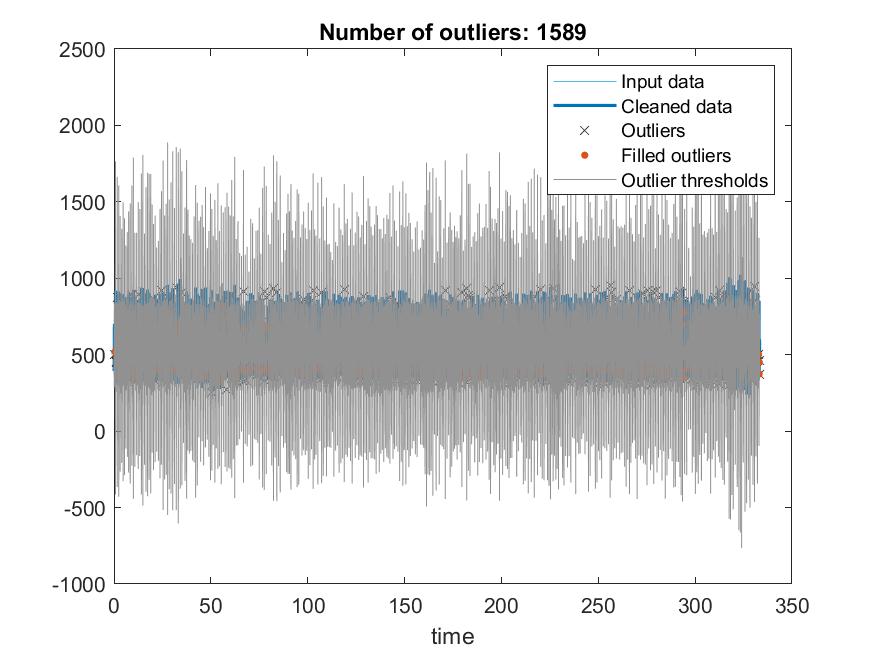 Number of outliers: 1589
2500
2000
1500
1000
500
0
-500
-1000
Input data
Cleaned data
Outliers
Filled outliers
Outlier thresholds
0 50 100 150 200 250 300 350
time